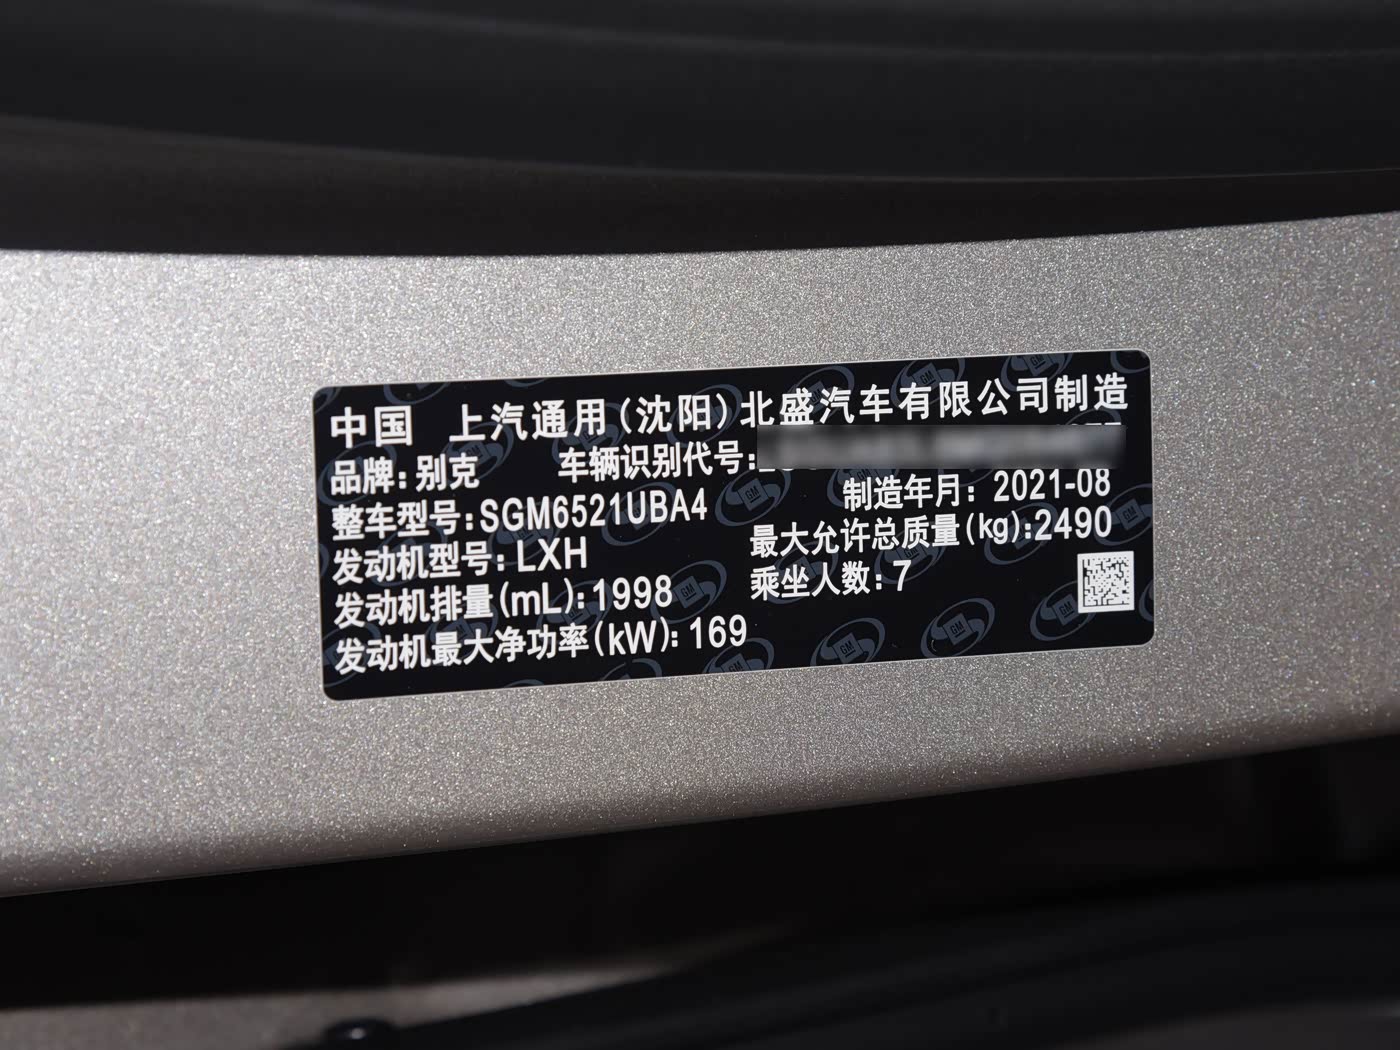 中国 上汽通用(沈阳)北盛汽车有限公司制造
品牌:别克 车辆识别代号:
整车型号:SGM6521UBA4 制造年月: 2021-08
发动机型号: LXH 最大允许总质量(kg):2490
发动机排量(mL):1998 乘坐人数: 7
发动机最大净功率(kW): 169